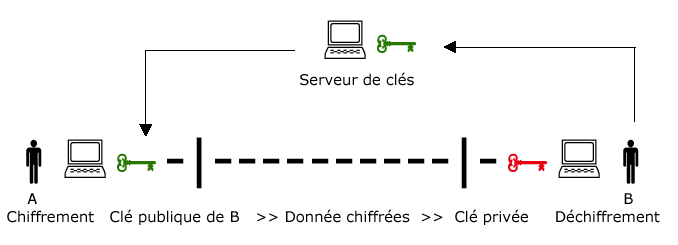 Serveur de clés
A
B
Chiffrement Clé publique de B >> Donnée chiffrées >> Clé privée Déchiffrement